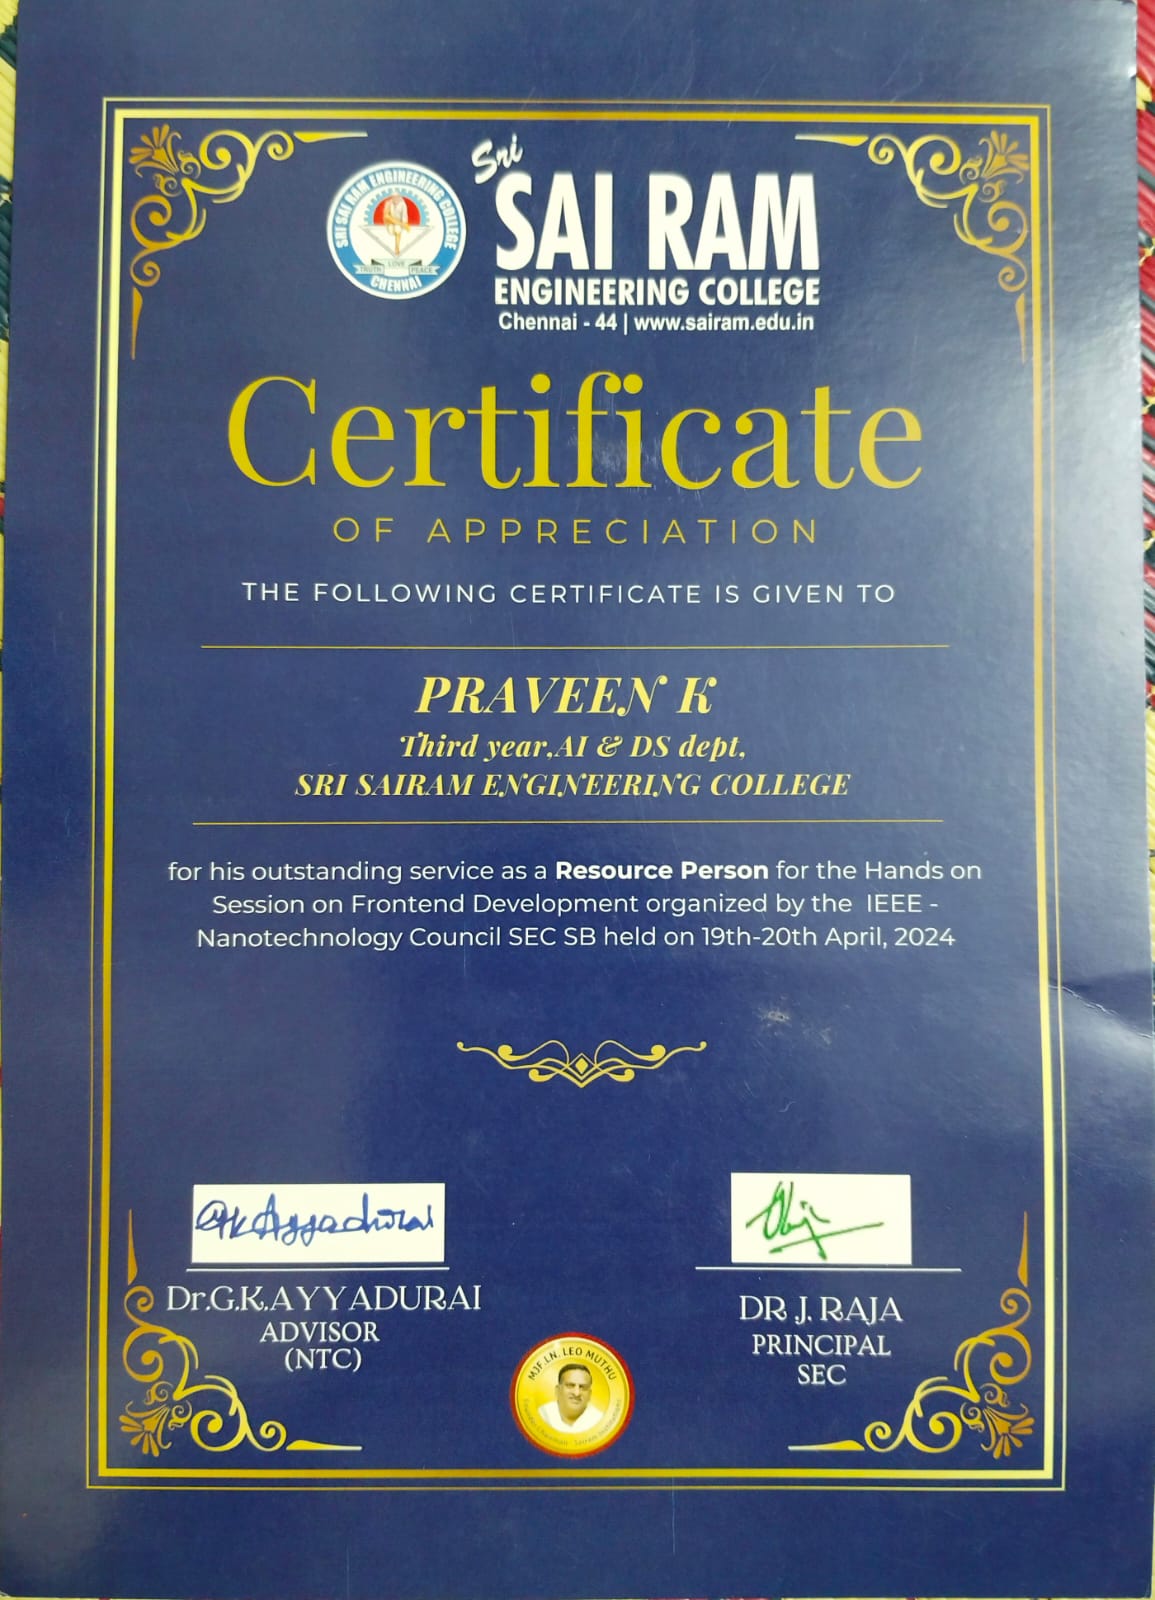 SRI SAI RAM ENGINEERING COLLEGE
TRUTH LOVE PEACE
CHENNAI
Sri
SAI RAM
ENGINEERING COLLEGE
Chennai - 44 | www.sairam.edu.in
Certificate
OF APPRECIATION
THE FOLLOWING CERTIFICATE IS GIVEN TO
PRAVEEN K
Third year,AI & DS dept,
SRI SAIRAM ENGINEERING COLLEGE
for his outstanding service as a Resource Person for the Hands on
Session on Frontend Development organized by the IEEE -
Nanotechnology Council SEC SB held on 19th-20th April, 2024
GK Ayyadurai
Dr.G.K.AYYADURAI
ADVISOR
(NTC)
DR J. RAJA
PRINCIPAL
SEC
MJF.LN. LEO MUTHU